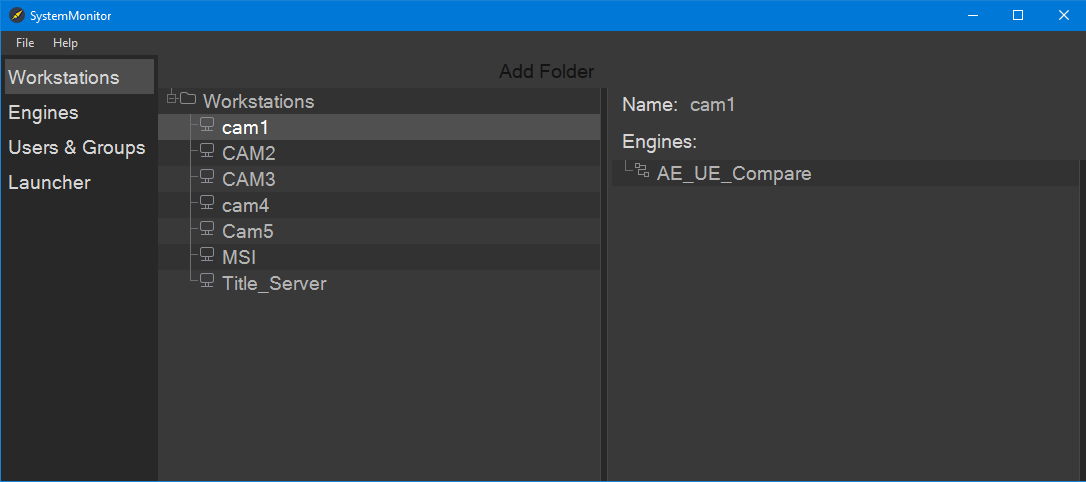 SystemMonitor
File Help
Workstations
Engines
Users & Groups
Launcher
Add Folder
Workstations
cam1
CAM2
CAM3
cam4
Cam5
MSI
Title_Server
Name: cam1
Engines:
AE_UE_Compare